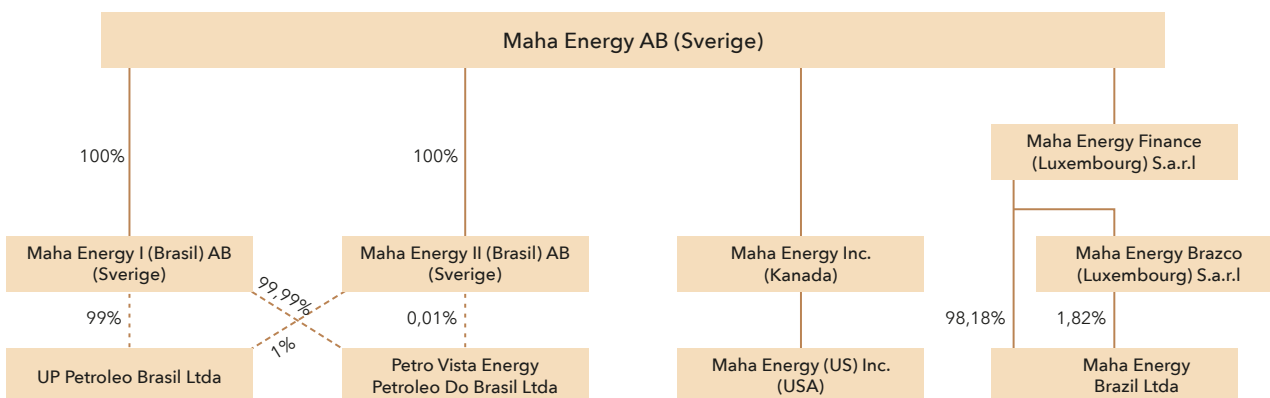 Maha Energy AB (Sverige)
Maha Energy Finance
(Luxembourg) S.a.r.l
100%
100%
Maha Energy I (Brasil) AB
(Sverige)
Maha Energy II (Brasil) AB
(Sverige)
Maha Energy Inc.
(Kanada)
Maha Energy Brazco
(Luxembourg) S.a.r.l
99,99%
99%
1%
0,01%
98,18%
1,82%
UP Petroleo Brasil Ltda
Petro Vista Energy
Petroleo Do Brasil Ltda
Maha Energy (US) Inc.
(USA)
Maha Energy
Brazil Ltda